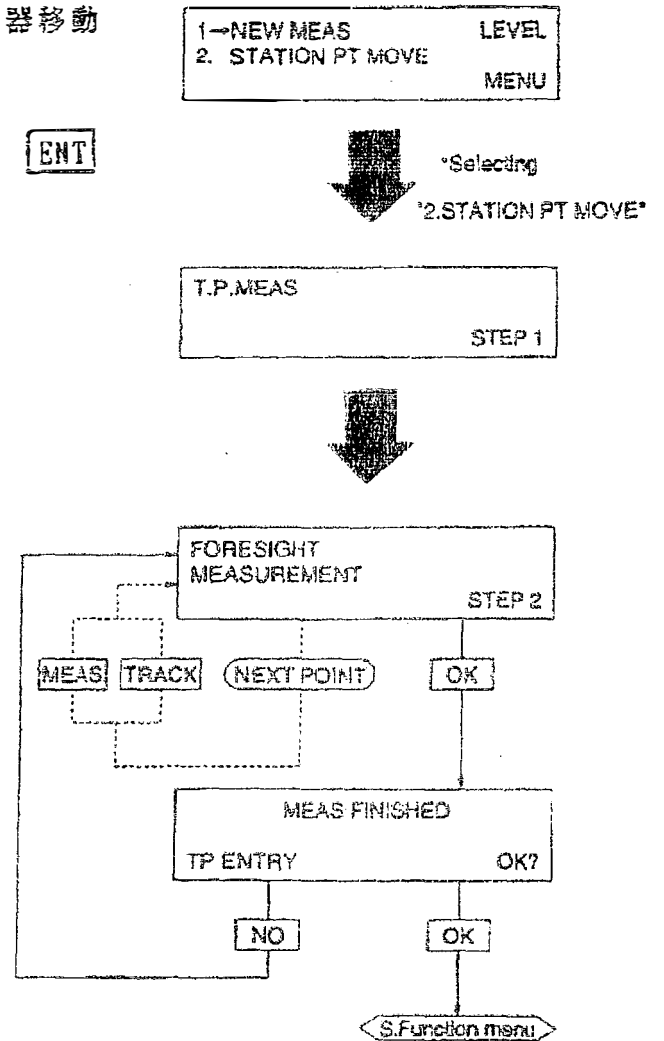 器移動
1→NEW MEAS LEVEL
2. STATION PT MOVE
MENU
ENT
*Selecting
"2.STATION PT MOVE"
T.P.MEAS
STEP 1
FORESIGHT
MEASUREMENT
STEP 2
MEAS TRACK NEXT POINT OK
MEAS FINISHED
TP ENTRY OK?
NO OK
S.Function menu